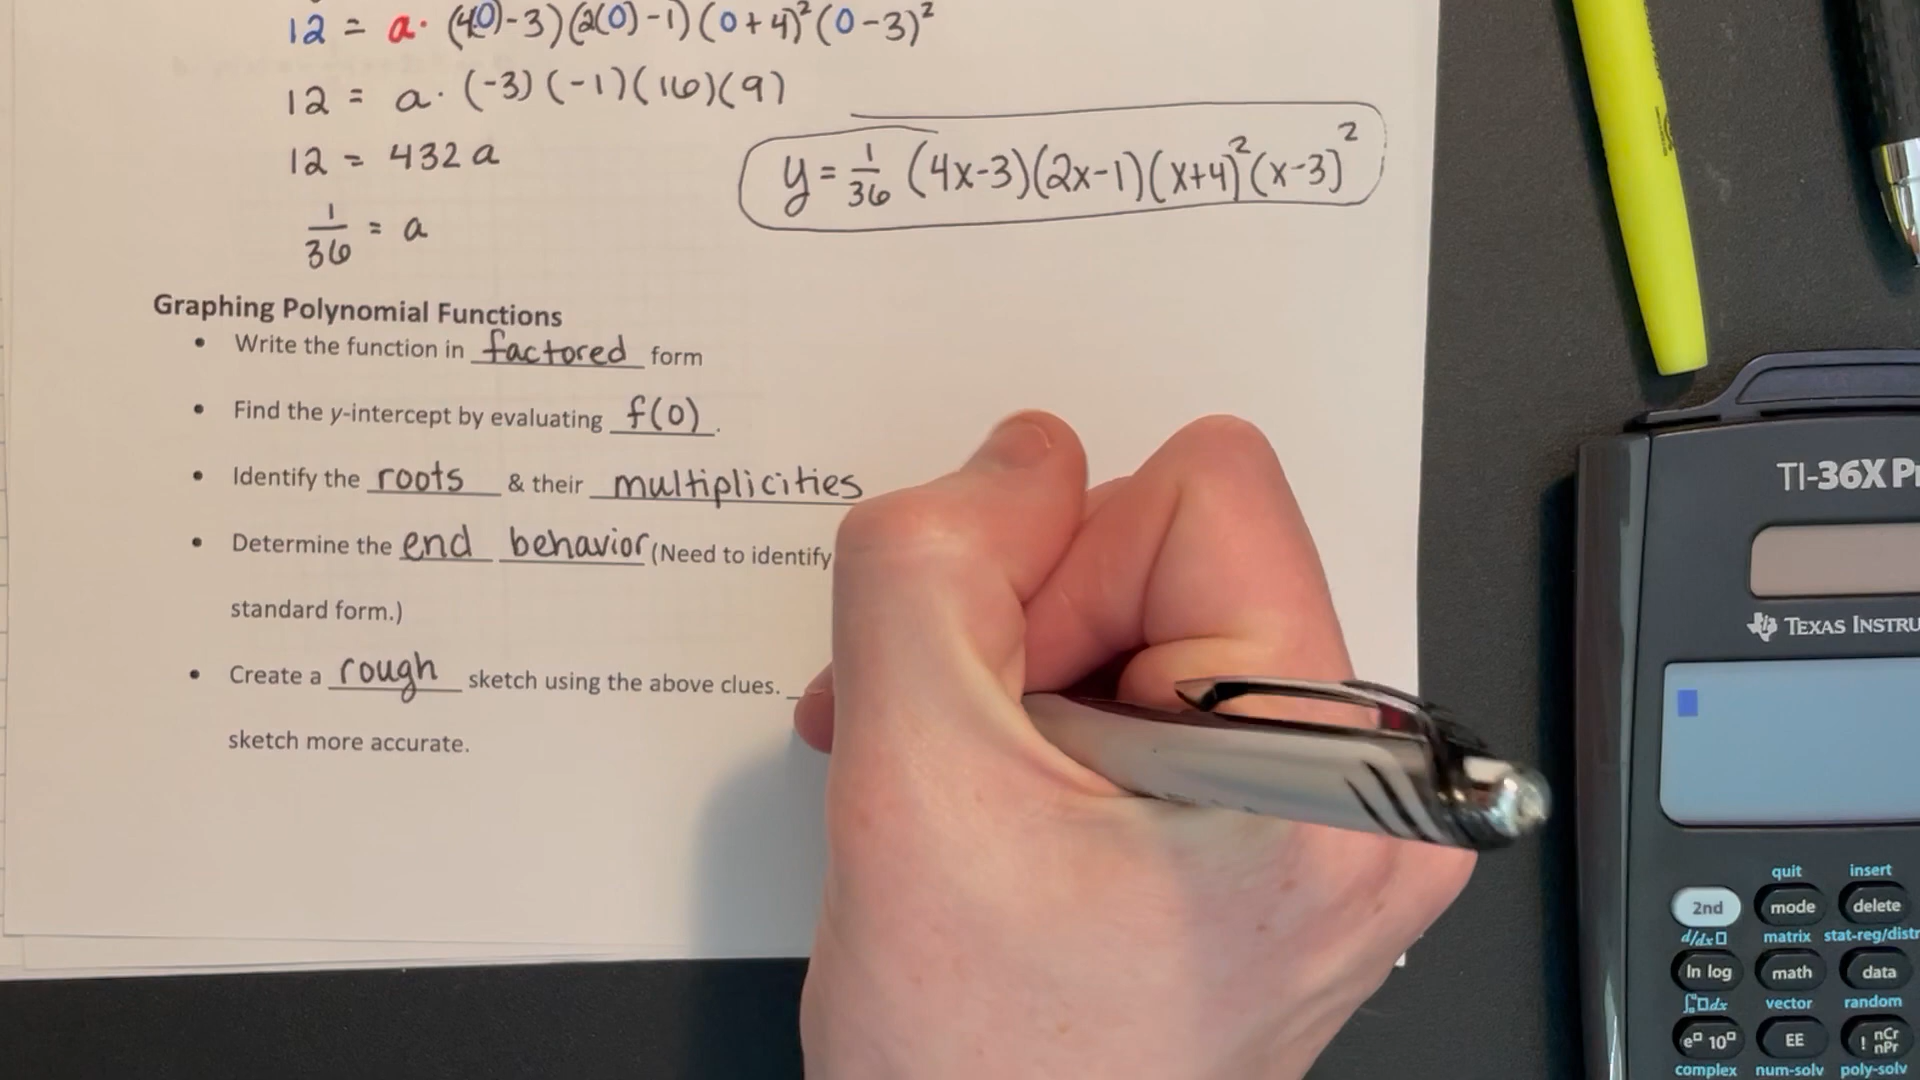 12 = a · (4(0)-3)(2(0)-1)(0+4)²(0-3)²
12 = a · (-3)(-1)(16)(9)
12 = 432a
1/36 = a
y = 1/36 (4x-3)(2x-1)(x+4)²(x-3)²
Graphing Polynomial Functions
• Write the function in factored form
• Find the y-intercept by evaluating f(0).
• Identify the roots & their multiplicities
• Determine the end behavior (Need to identify
standard form.)
• Create a rough sketch using the above clues.
sketch more accurate.
TI-36X
TEXAS
quit insert
2nd mode delete
d/dx□ matrix stat-reg/distr
ln log math data
∫□dx vector random
e□ 10□ EE ! nCr nPr
complex num-solv poly-solv